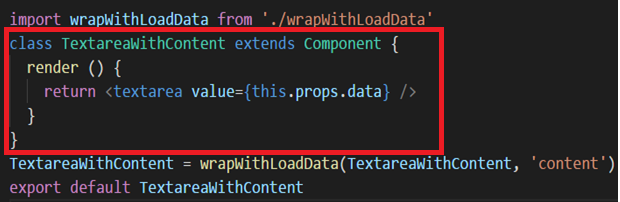 import wrapWithLoadData from './wrapWithLoadData'
class TextareaWithContent extends Component {
  render () {
    return <textarea value={this.props.data} />
  }
}
TextareaWithContent = wrapWithLoadData(TextareaWithContent, 'content')
export default TextareaWithContent